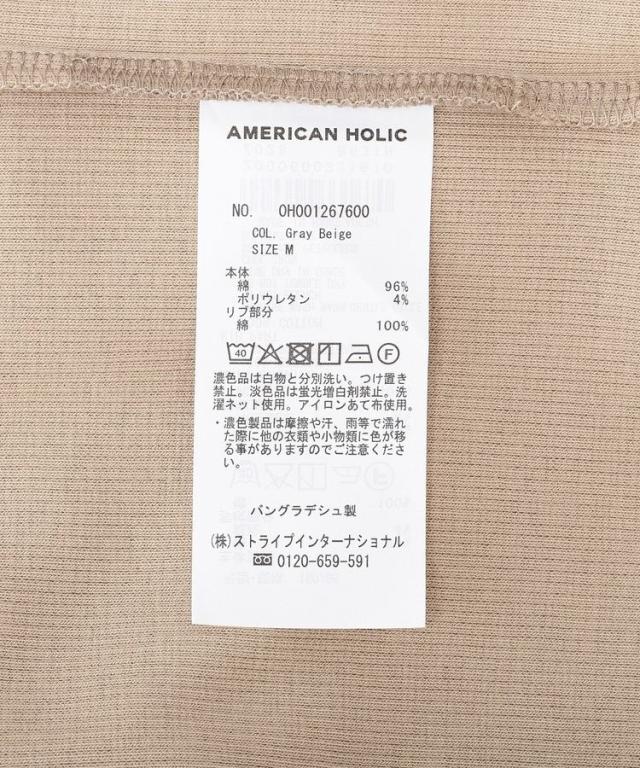 AMERICAN HOLIC
NO. 0H001267600
COL. Gray Beige
SIZE M
本体
綿 96%
ポリウレタン 4%
リブ部分
綿 100%
40 F
濃色品は白物と分別洗い。つけ置き
禁止。淡色品は蛍光増白剤禁止。洗
濯ネット使用。アイロンあて布使用。
・濃色製品は摩擦や汗、雨等で濡れ
た際に他の衣類や小物類に色が移
る事がありますのでご注意くださ
い。
バングラデシュ製
(株)ストライプインターナショナル
0120-659-591